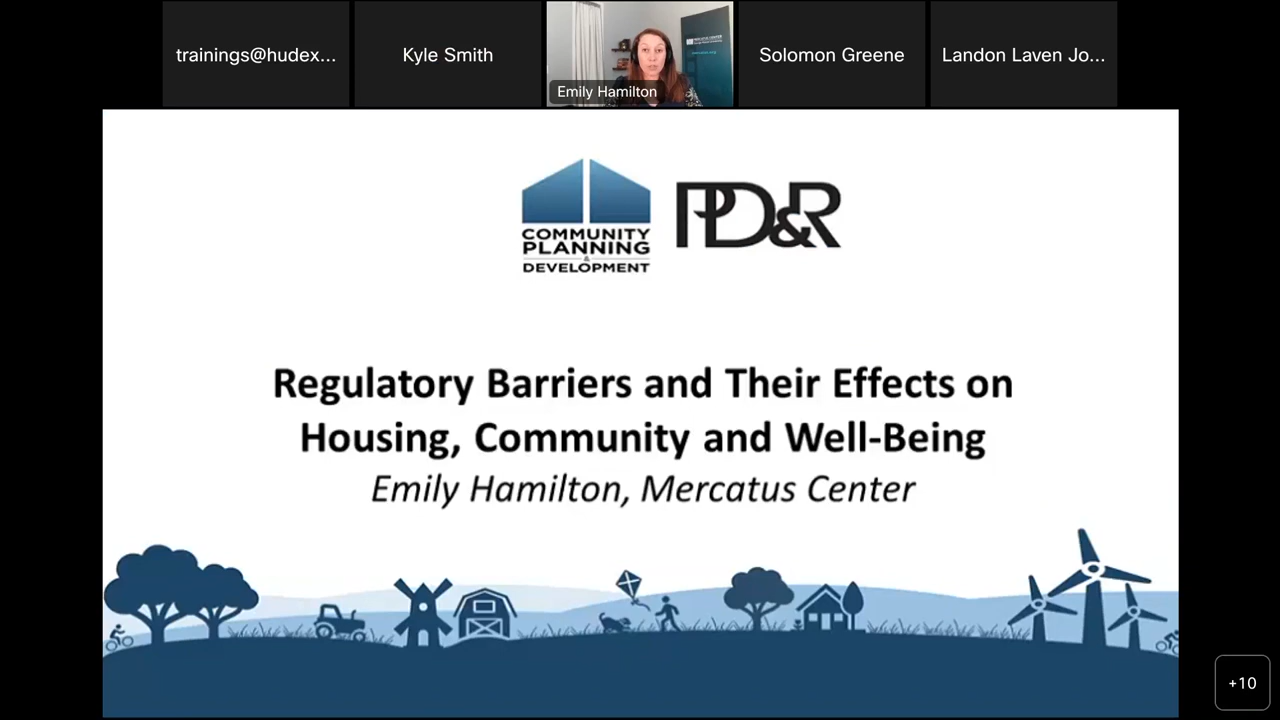 trainings@hudex...
Kyle Smith
Emily Hamilton
Solomon Greene
Landon Laven Jo...
COMMUNITY
PLANNING
&
DEVELOPMENT
PD&R
Regulatory Barriers and Their Effects on
Housing, Community and Well-Being
Emily Hamilton, Mercatus Center
+10